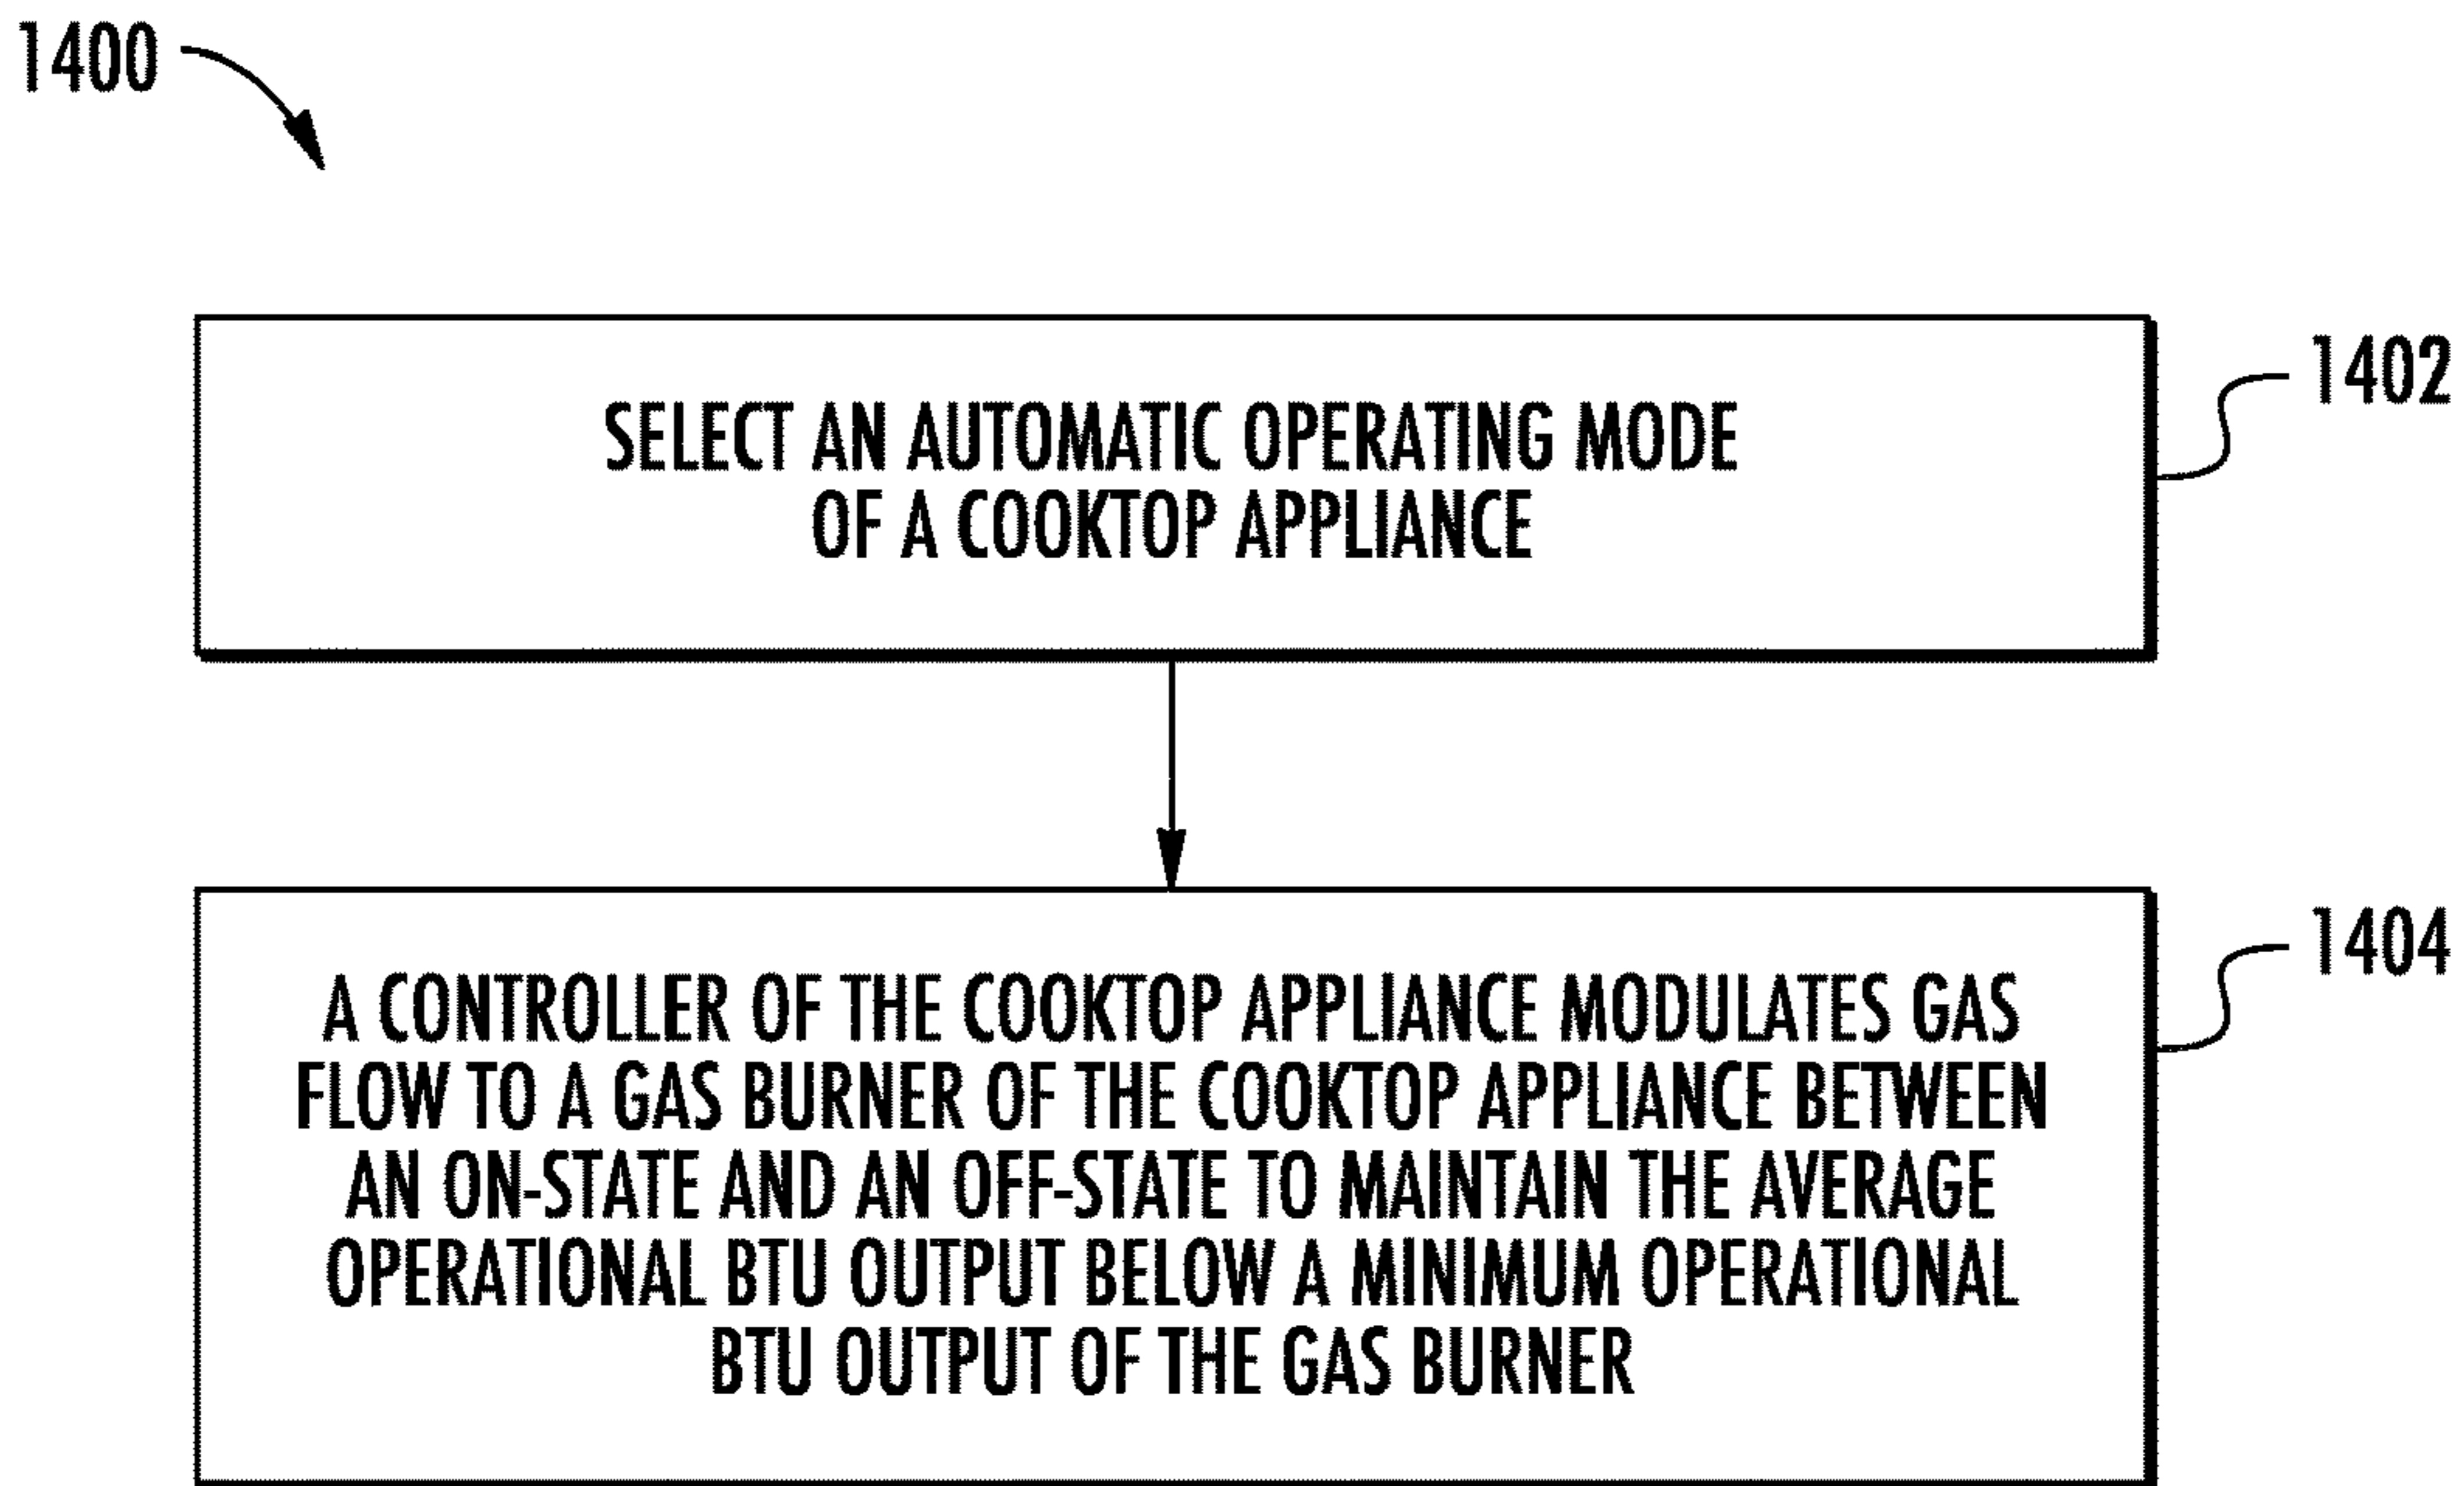 1400
SELECT AN AUTOMATIC OPERATING MODE
OF A COOKTOP APPLIANCE
1402
A CONTROLLER OF THE COOKTOP APPLIANCE MODULATES GAS
FLOW TO A GAS BURNER OF THE COOKTOP APPLIANCE BETWEEN
AN ON-STATE AND AN OFF-STATE TO MAINTAIN THE AVERAGE
OPERATIONAL BTU OUTPUT BELOW A MINIMUM OPERATIONAL
BTU OUTPUT OF THE GAS BURNER
1404